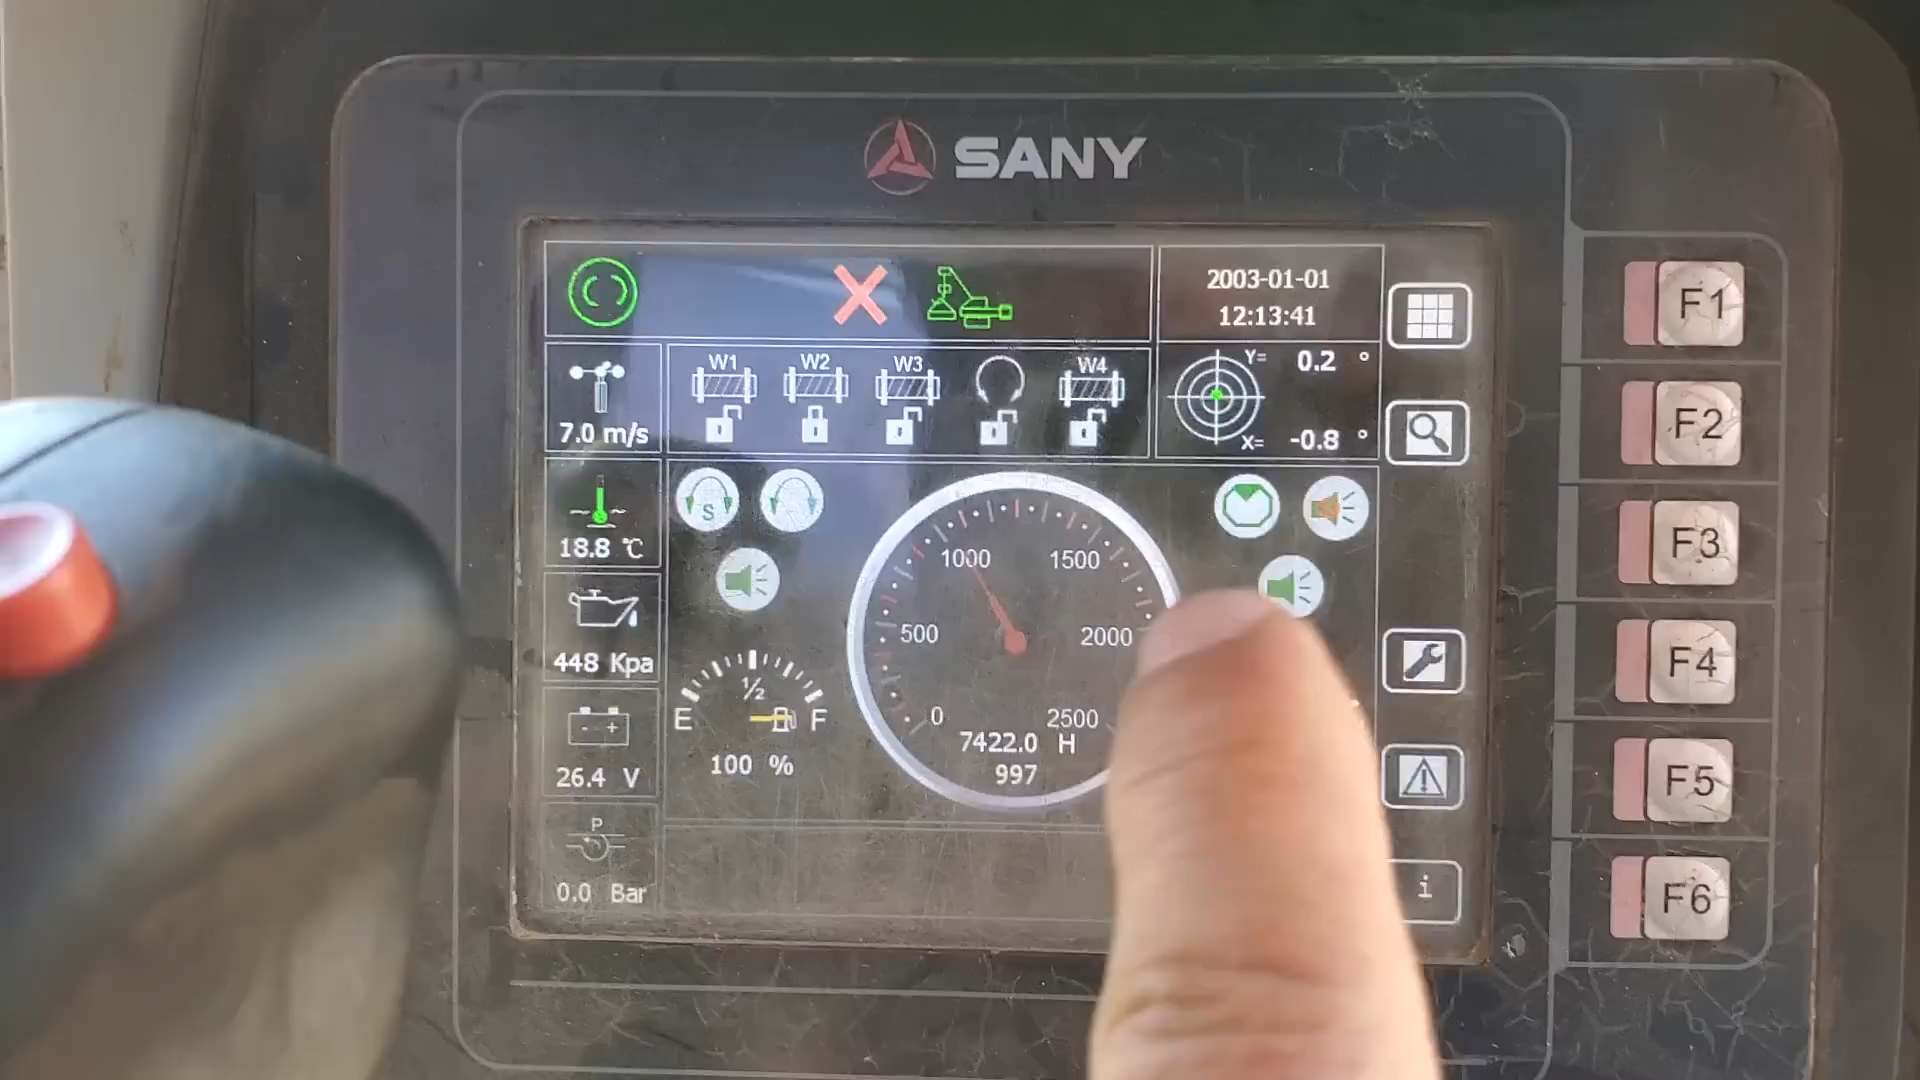 SANY
2003-01-01
12:13:41
7.0 m/s
W1 W2 W3 W4
Y= 0.2 °
X= -0.8 °
18.8 ℃
S
448 Kpa
26.4 V
P
0.0 Bar
E ½ F
100 %
0 500 1000 1500 2000 2500
7422.0 H
997
i
F1
F2
F3
F4
F5
F6